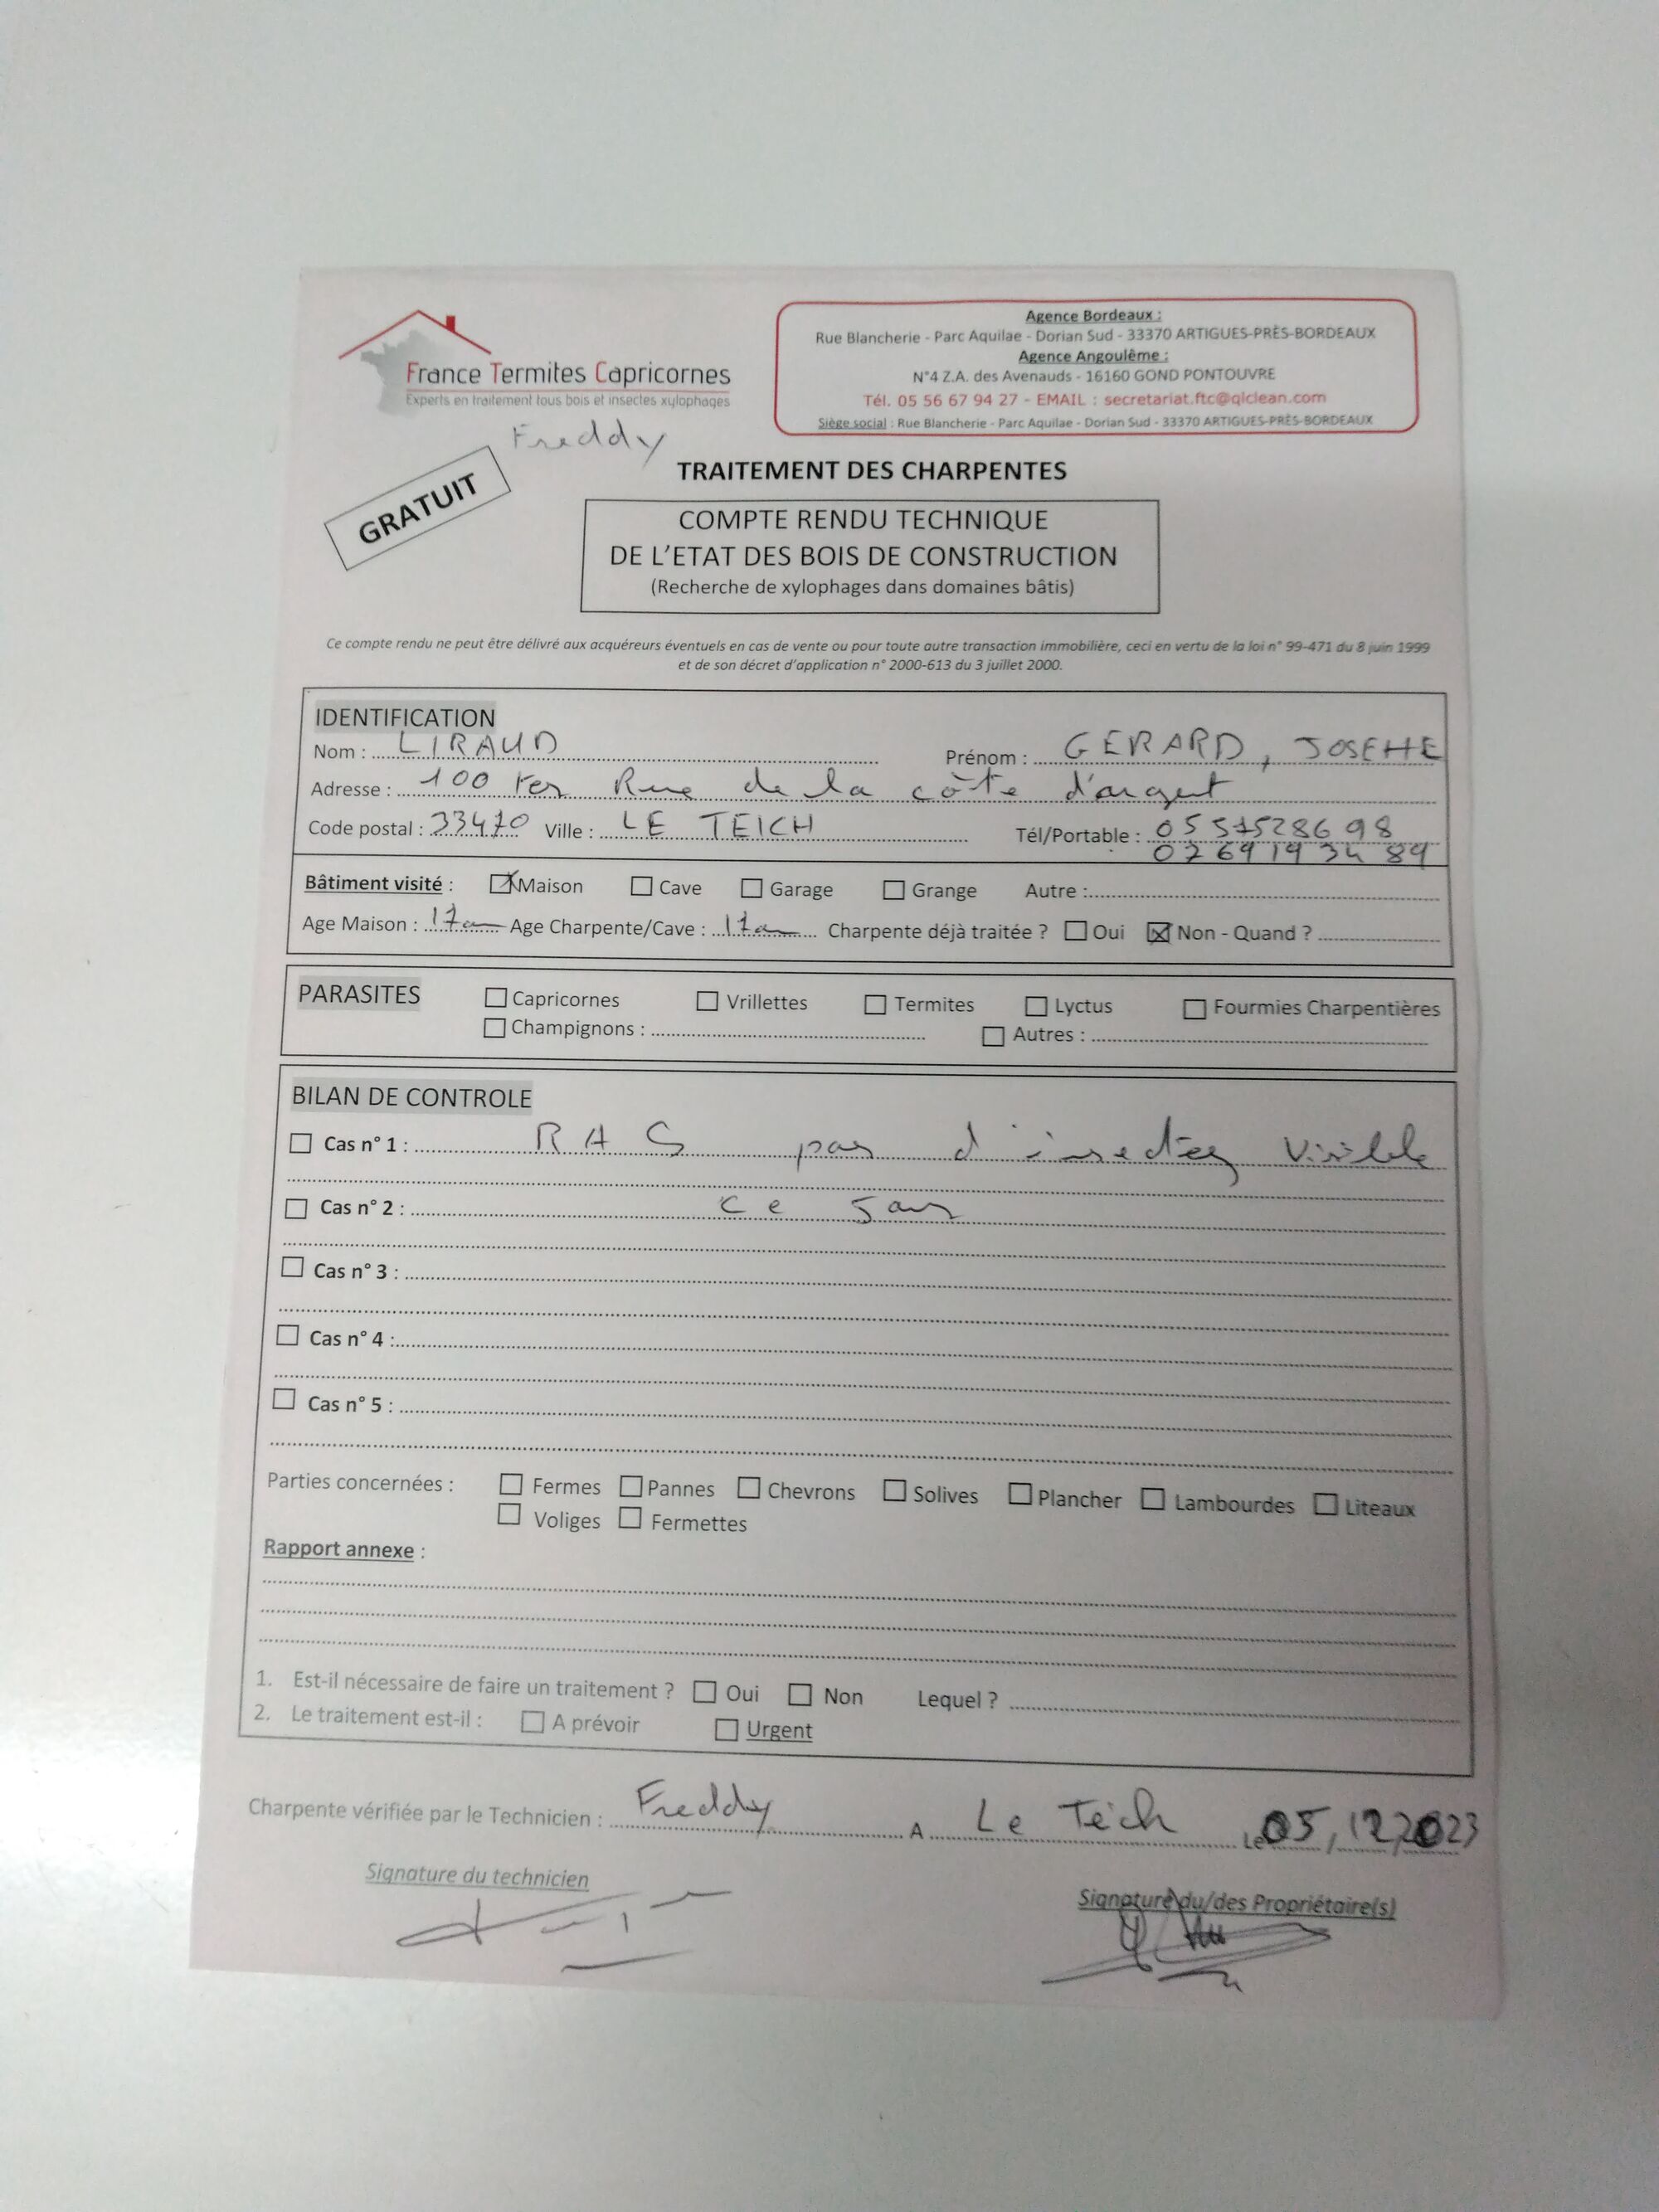 France Termites Capricornes
Experts en traitement tous bois et insectes xylophages
Agence Bordeaux :
Rue Blancherie - Parc Aquilae - Dorian Sud - 33370 ARTIGUES-PRÈS-BORDEAUX
Agence Angoulême :
N°4 Z.A. des Avenauds - 16160 GOND PONTOUVRE
Tél. 05 56 67 94 27 - EMAIL : secretariat.ftc@qlclean.com
Siège social : Rue Blancherie - Parc Aquilae - Dorian Sud - 33370 ARTIGUES-PRÈS-BORDEAUX
Freddy
GRATUIT
TRAITEMENT DES CHARPENTES
COMPTE RENDU TECHNIQUE
DE L'ETAT DES BOIS DE CONSTRUCTION
(Recherche de xylophages dans domaines bâtis)
Ce compte rendu ne peut être délivré aux acquéreurs éventuels en cas de vente ou pour toute autre transaction immobilière, ceci en vertu de la loi n° 99-471 du 8 juin 1999
et de son décret d'application n° 2000-613 du 3 juillet 2000.
IDENTIFICATION
Nom : LIRAUD Prénom : GERARD, JOSEHE
Adresse : 100 ter Rue de la côte d'argent
Code postal : 33470 Ville : LE TEICH Tél/Portable : 05 57528698
07 69 19 34 89
Bâtiment visité : Maison Cave Garage Grange Autre :
Age Maison : 17an Age Charpente/Cave : 17an Charpente déjà traitée ? Oui Non - Quand ?
PARASITES Capricornes Vrillettes Termites Lyctus Fourmies Charpentières
Champignons : Autres :
BILAN DE CONTROLE
Cas n° 1 : RAS pas d'insectes visible
Cas n° 2 : ce
Cas n° 3 :
Cas n° 4 :
Cas n° 5 :
Parties concernées : Fermes Pannes Chevrons Solives Plancher Lambourdes Liteaux
Voliges Fermettes
Rapport annexe :
1. Est-il nécessaire de faire un traitement ? Oui Non Lequel ?
2. Le traitement est-il : A prévoir Urgent
Charpente vérifiée par le Technicien : Freddy A Le Teich Le 05/12/2023
Signature du technicien
Signature du/des Propriétaire(s)